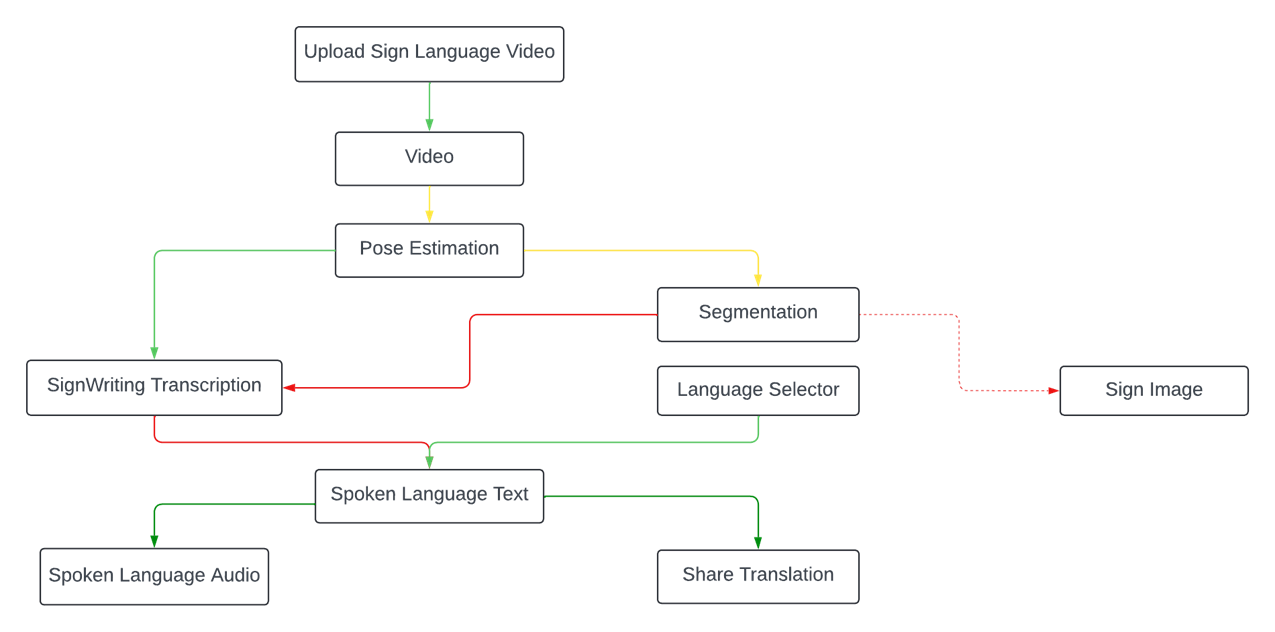 Upload Sign Language Video
Video
Pose Estimation
Segmentation
SignWriting Transcription
Language Selector
Sign Image
Spoken Language Text
Spoken Language Audio
Share Translation